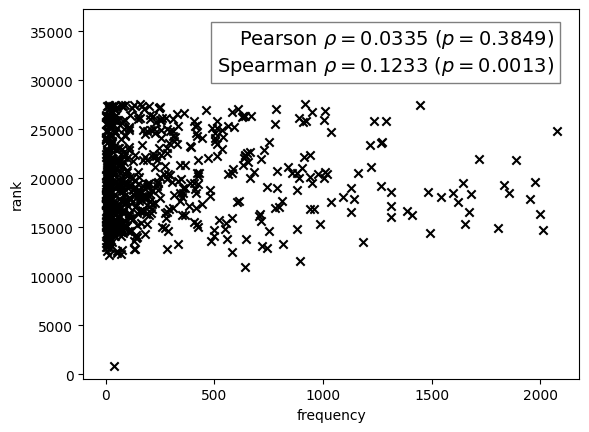 Pearson ρ = 0.0335 (p = 0.3849)
Spearman ρ = 0.1233 (p = 0.0013)
35000
30000
25000
20000
15000
10000
5000
0
rank
0 500 1000 1500 2000
frequency